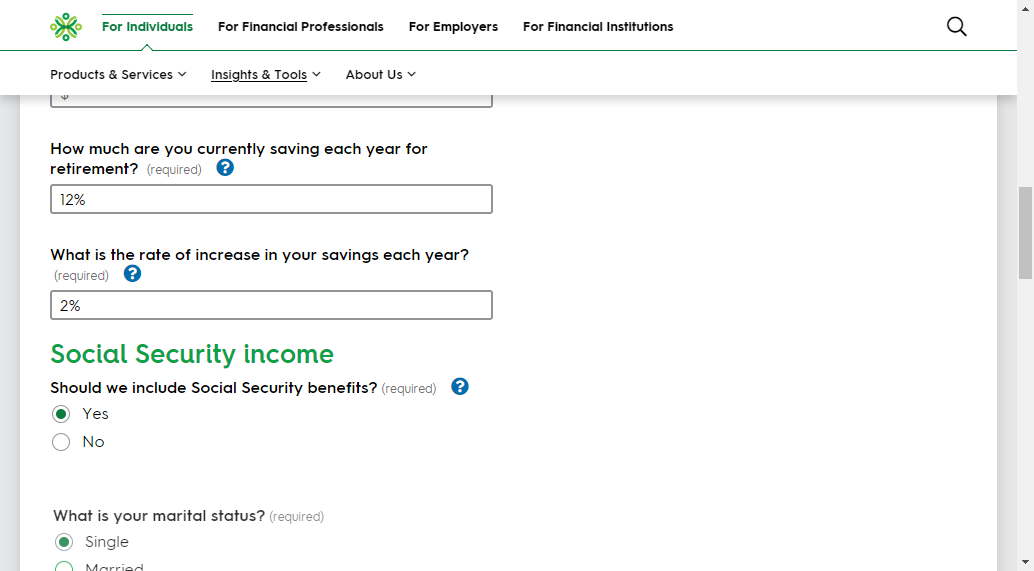 For Individuals
For Financial Professionals
For Employers
For Financial Institutions
Products & Services
Insights & Tools
About Us
How much are you currently saving each year for
retirement? (required) ?
12%
What is the rate of increase in your savings each year?
(required) ?
2%
Social Security income
Should we include Social Security benefits? (required) ?
Yes
No
What is your marital status? (required)
Single
Married